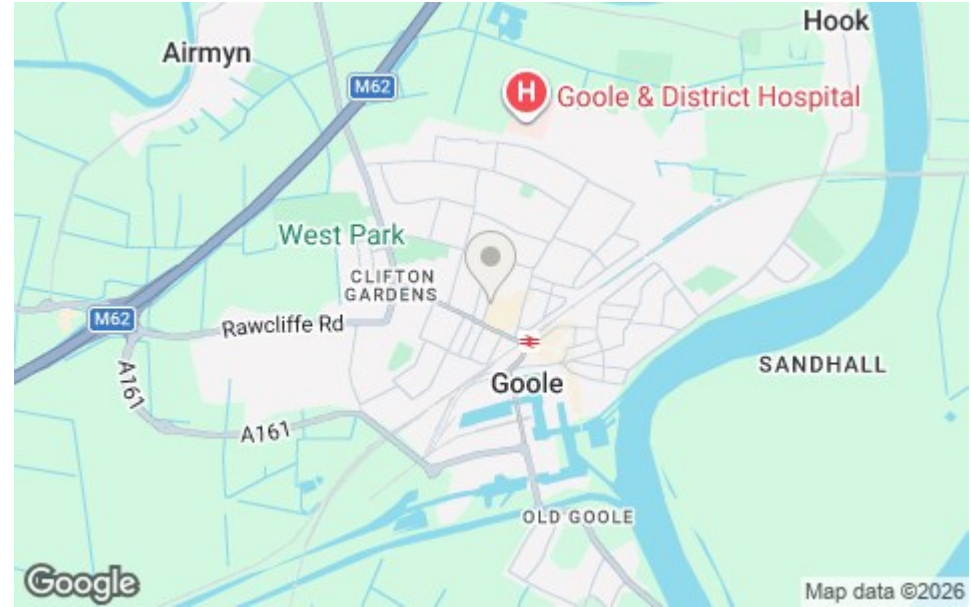 Hook
Airmyn
M62
H
Goole & District Hospital
West Park
CLIFTON
GARDENS
M62
Rawcliffe Rd
SANDHALL
A161
Goole
A161
OLD GOOLE
Google
Map data ©2026